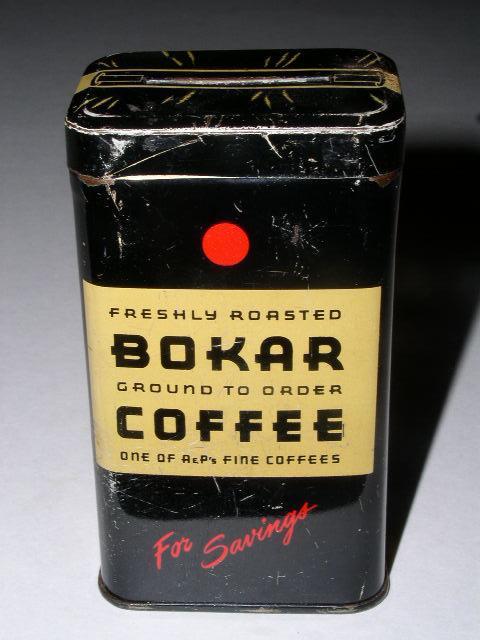 FRESHLY ROASTED
BOKAR
GROUND TO ORDER
COFFEE
ONE OF A&P's FINE COFFEES
For Savings